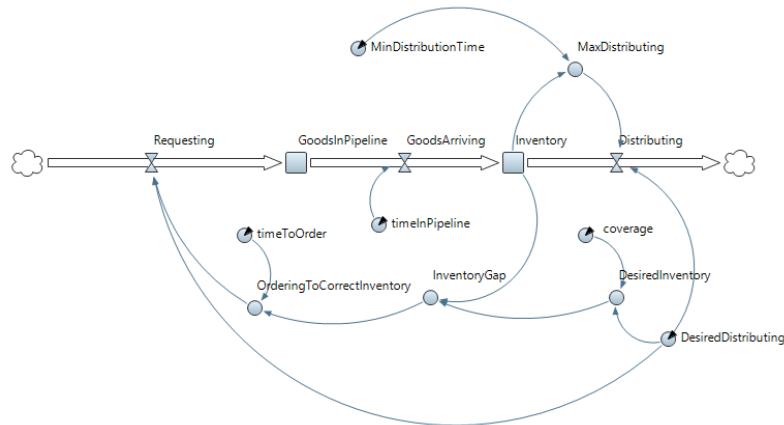 MinDistributionTime
MaxDistributing
Requesting
GoodsInPipeline
GoodsArriving
Inventory
Distributing
timeToOrder
timeInPipeline
coverage
OrderingToCorrectInventory
InventoryGap
DesiredInventory
DesiredDistributing